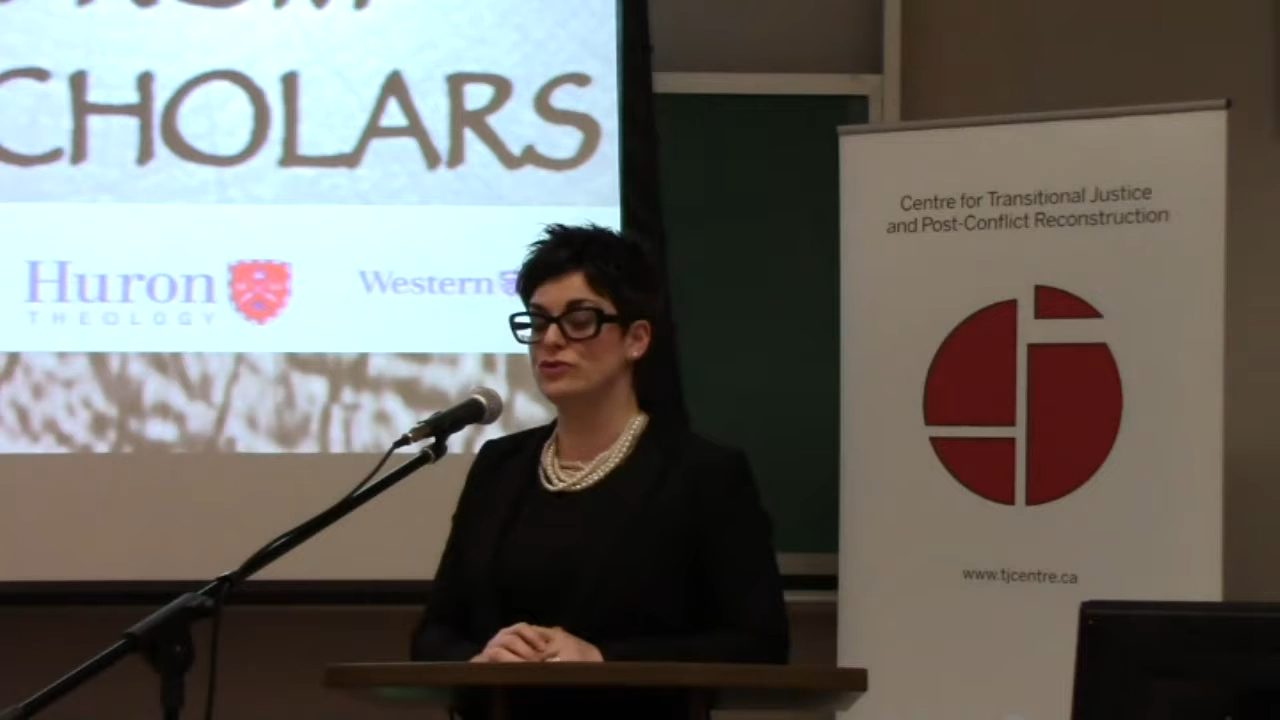 CHOLARS
Huron
THEOLOGY
Western
Centre for Transitional Justice
and Post-Conflict Reconstruction
www.tjcentre.ca